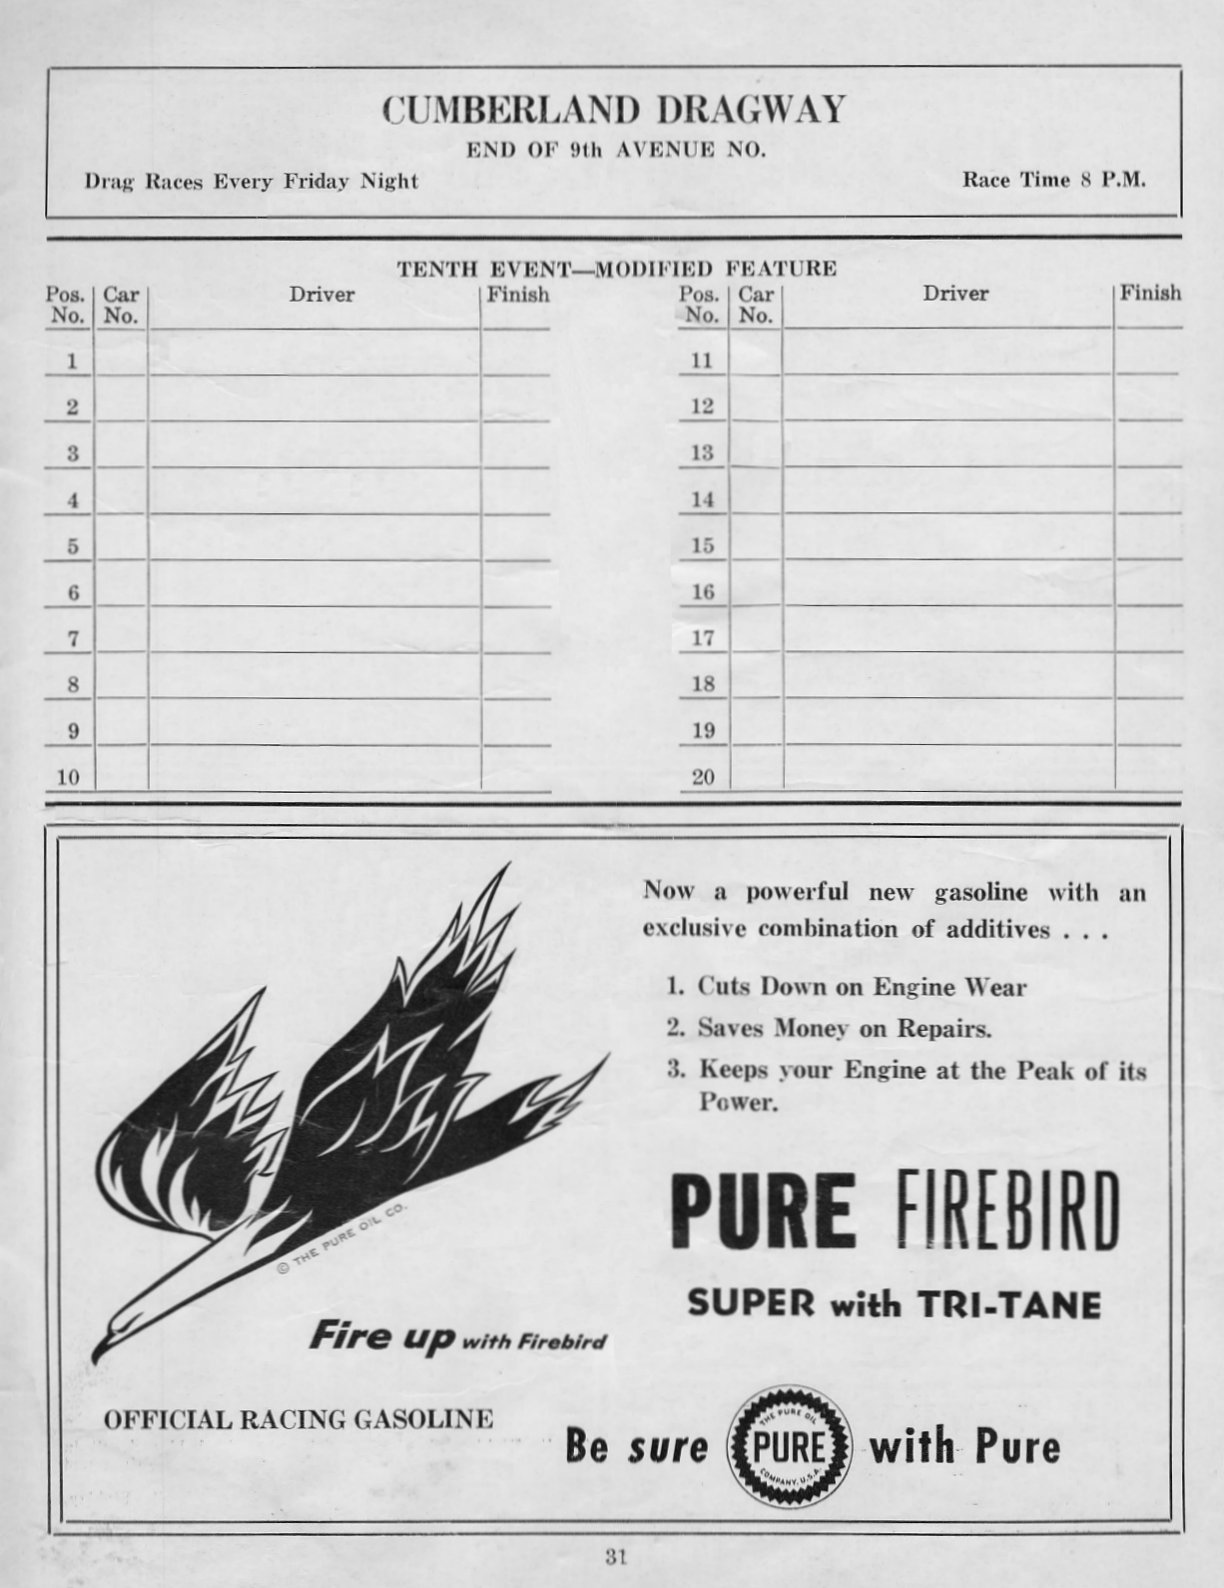 CUMBERLAND DRAGWAY
END OF 9th AVENUE NO.
Drag Races Every Friday Night
Race Time 8 P.M.
TENTH EVENT—MODIFIED FEATURE
Pos. No. Car No. Driver Finish
1
2
3
4
5
6
7
8
9
10
Pos. No. Car No. Driver Finish
11
12
13
14
15
16
17
18
19
20
© THE PURE OIL CO.
Fire up with Firebird
OFFICIAL RACING GASOLINE
Now a powerful new gasoline with an
exclusive combination of additives . . .
1. Cuts Down on Engine Wear
2. Saves Money on Repairs.
3. Keeps your Engine at the Peak of its
Power.
PURE FIREBIRD
SUPER with TRI-TANE
Be sure
THE PURE OIL
PURE
COMPANY, U.S.A.
with Pure
31